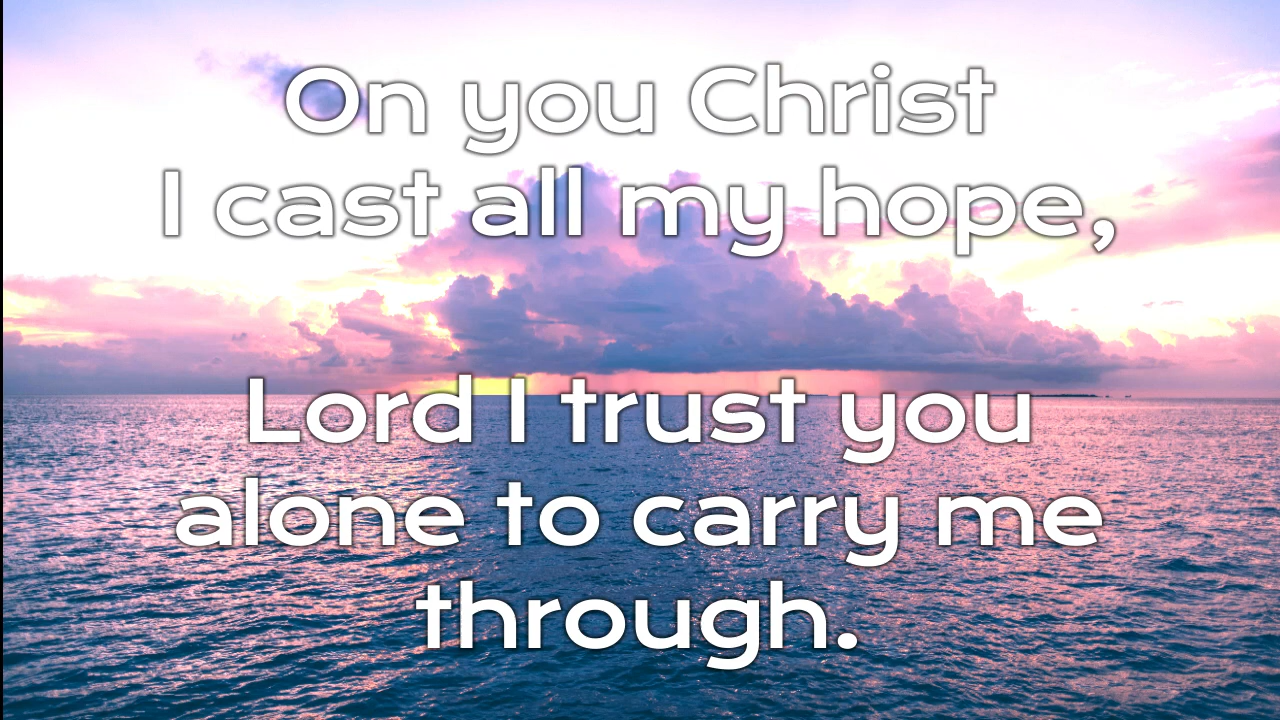 On you Christ
I cast all my hope,
Lord I trust you
alone to carry me
through.